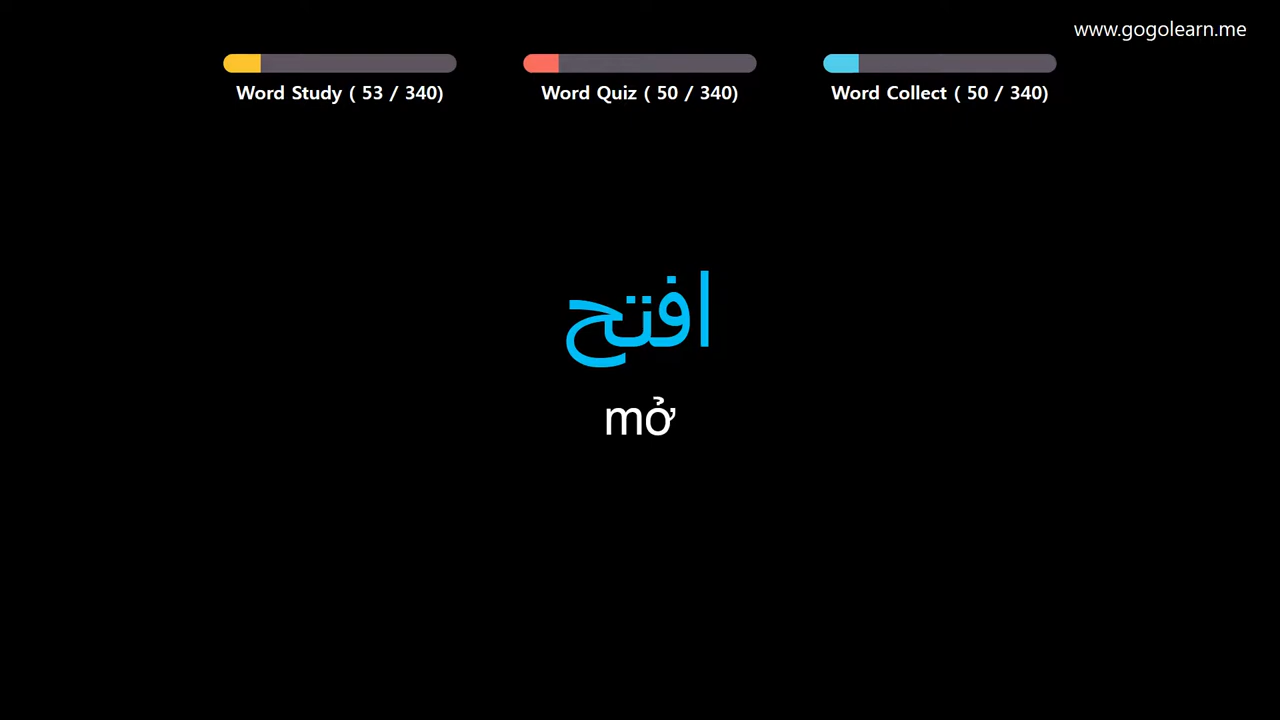 www.gogolearn.me
Word Study ( 53 / 340)
Word Quiz ( 50 / 340)
Word Collect ( 50 / 340)
افتح
mở